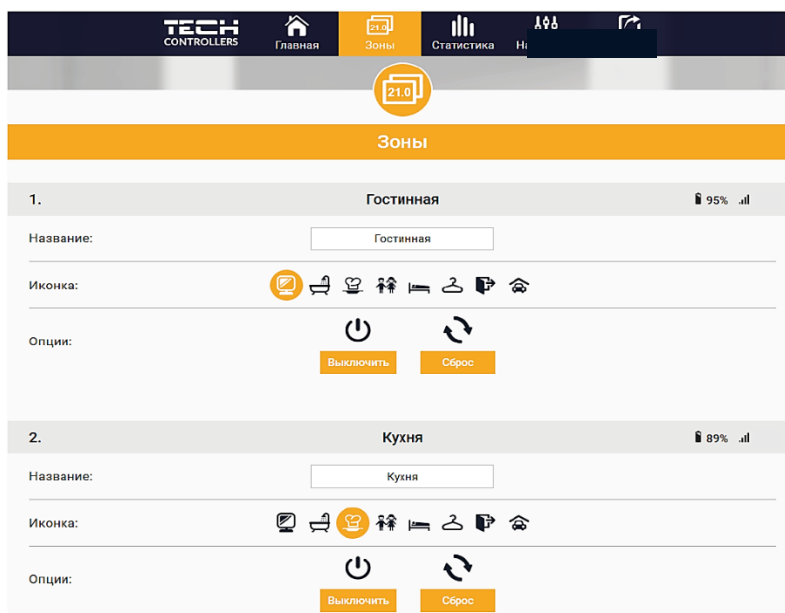 TECH
CONTROLLERS
Главная
21.0
Зоны
Статистика
21.0
Зоны
1. Гостинная 95%
Название: Гостинная
Иконка:
Опции:
Выключить Сброс
2. Кухня 89%
Название: Кухня
Иконка:
Опции:
Выключить Сброс